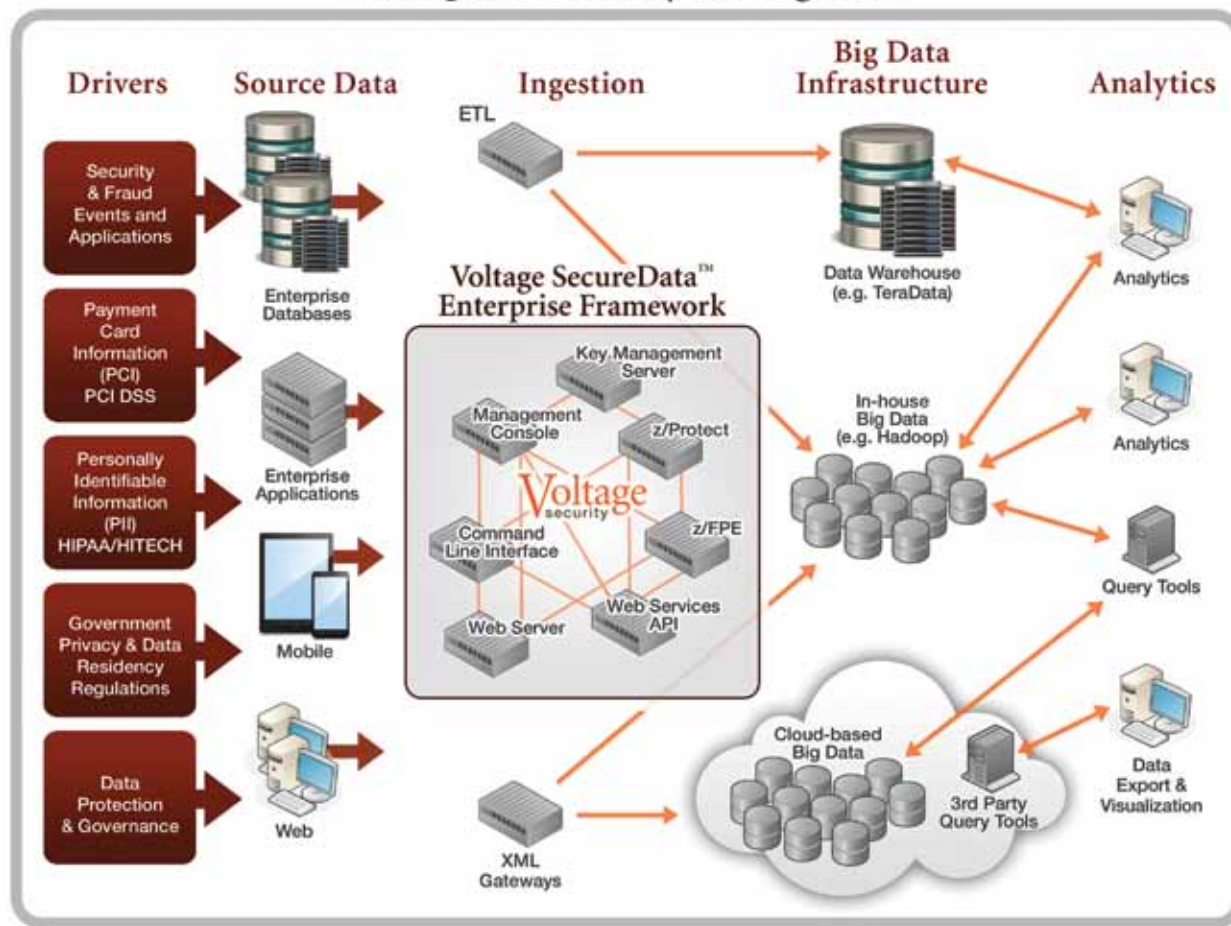 Drivers
Source Data
Ingestion
Big Data
Infrastructure
Analytics
Security
& Fraud
Events and
Applications
Payment
Card
Information
(PCI)
PCI DSS
Personally
Identifiable
Information
(PII)
HIPAA/HITECH
Government
Privacy & Data
Residency
Regulations
Data
Protection
& Governance
Enterprise
Databases
Enterprise
Applications
Mobile
Web
ETL
Voltage SecureData™
Enterprise Framework
Key Management
Server
Management
Console
z/Protect
Voltage
security
Command
Line Interface
z/FPE
Web Services
API
Web Server
XML
Gateways
Data Warehouse
(e.g. TeraData)
In-house
Big Data
(e.g. Hadoop)
Cloud-based
Big Data
3rd Party
Query Tools
Analytics
Analytics
Query Tools
Data
Export &
Visualization